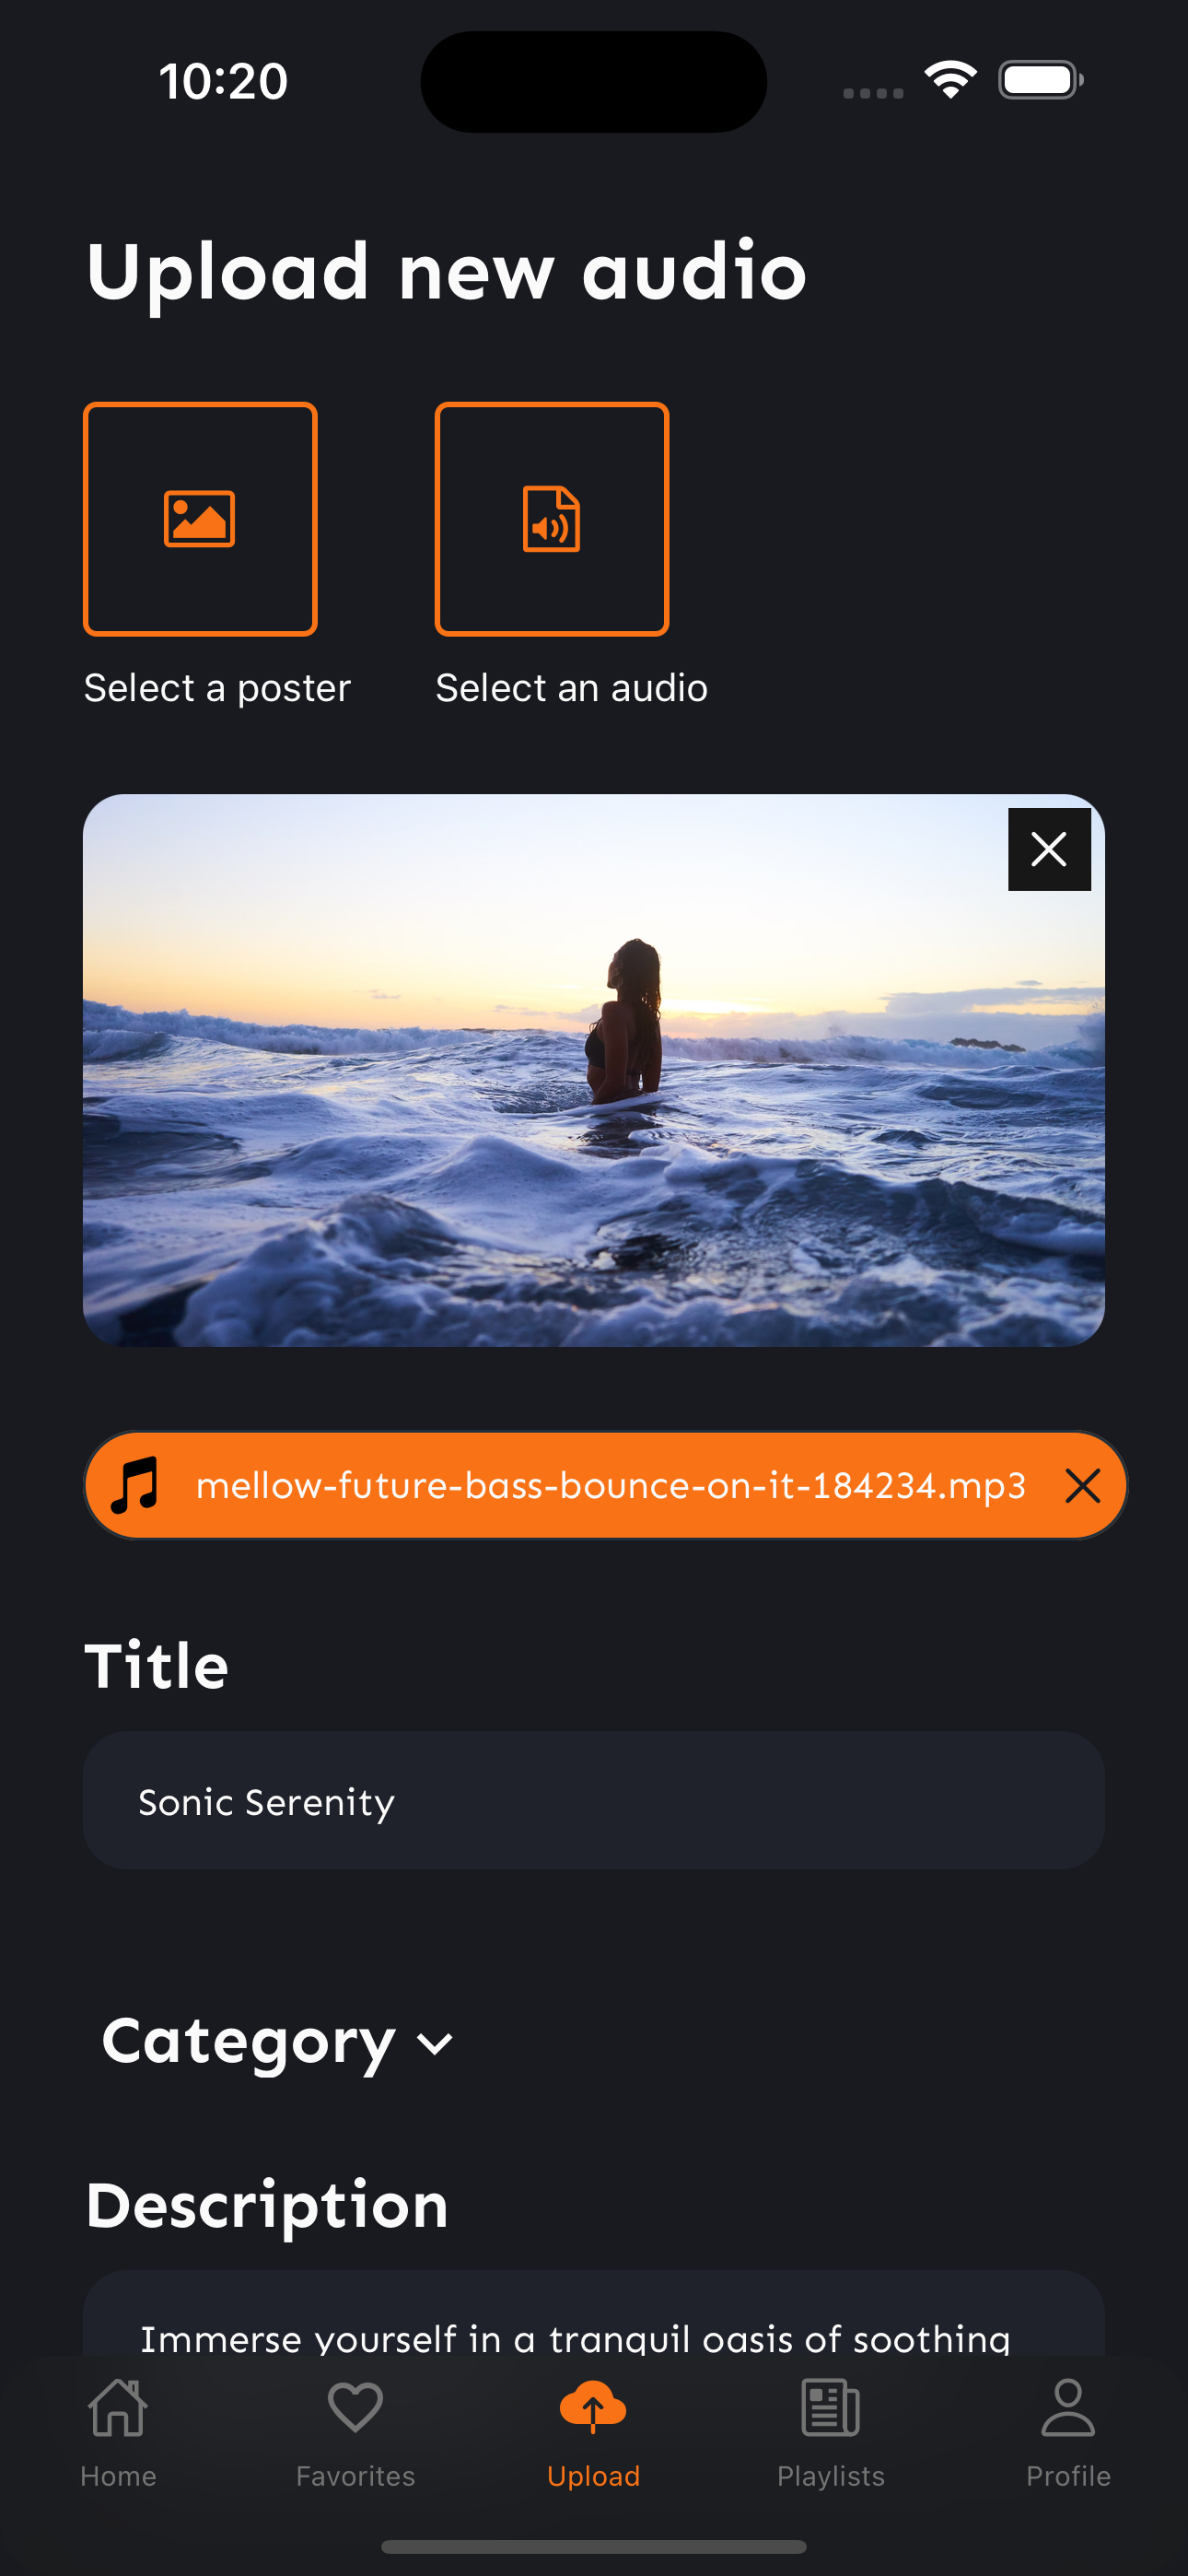 10:20
Upload new audio
Select a poster
Select an audio
mellow-future-bass-bounce-on-it-184234.mp3
Title
Sonic Serenity
Category
Description
Immerse yourself in a tranquil oasis of soothing
Home
Favorites
Upload
Playlists
Profile